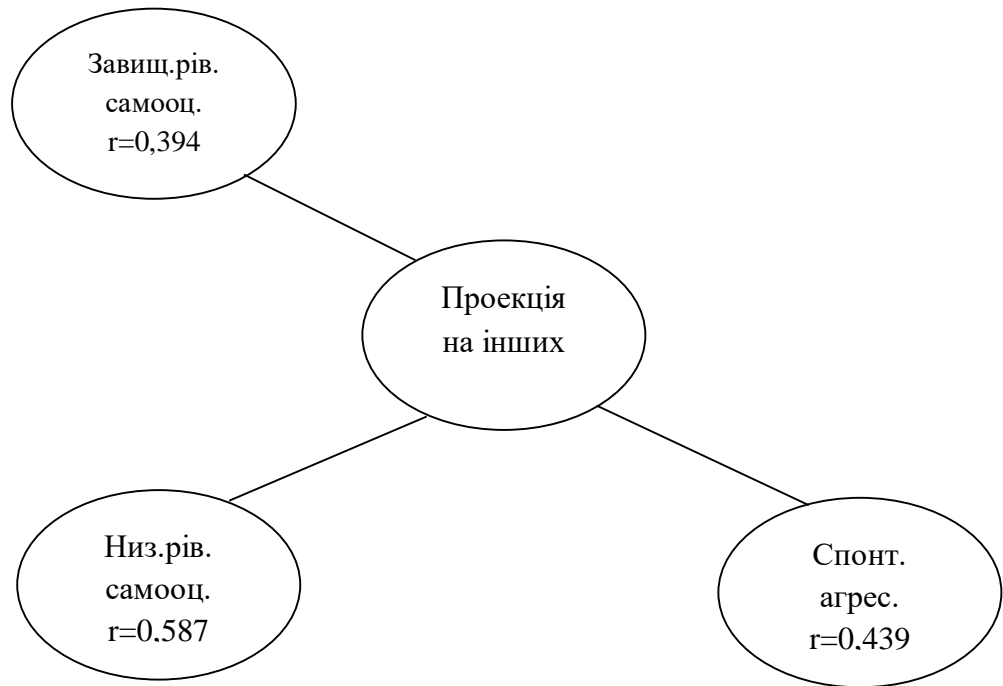 Завищ.рів.
самооц.
r=0,394
Проекція
на інших
Низ.рів.
самооц.
r=0,587
Спонт.
агрес.
r=0,439